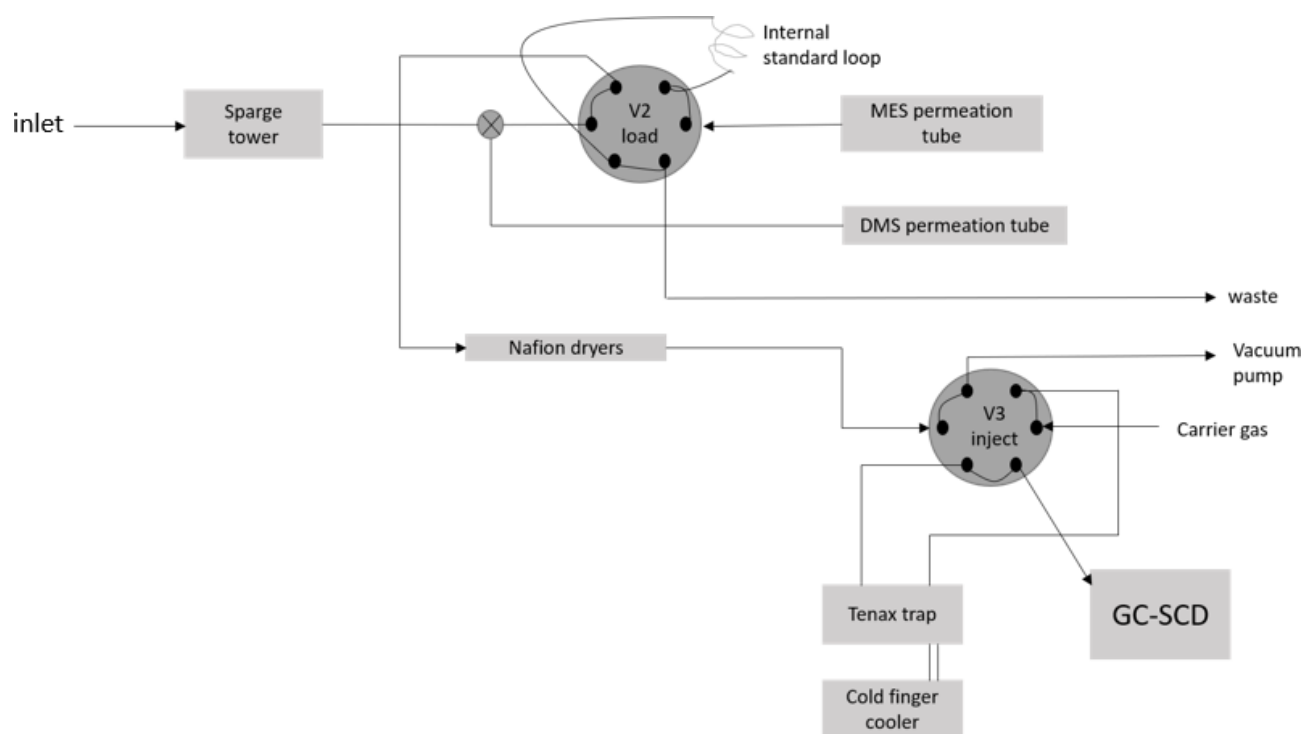 Internal
standard loop
inlet
Sparge
tower
V2
load
MES permeation
tube
DMS permeation tube
waste
Nafion dryers
Vacuum
pump
V3
inject
Carrier gas
Tenax trap
GC-SCD
Cold finger
cooler